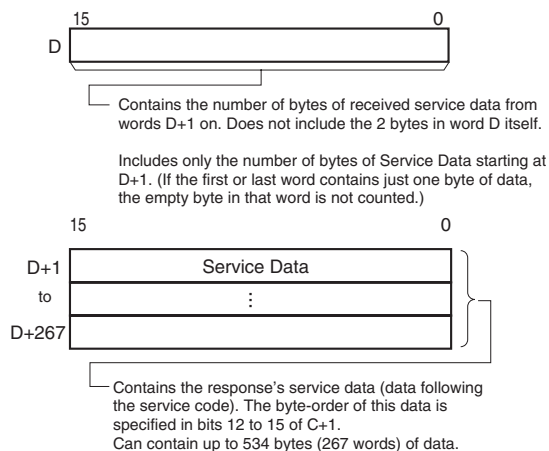 15 0
D
Contains the number of bytes of received service data from
words D+1 on. Does not include the 2 bytes in word D itself.
Includes only the number of bytes of Service Data starting at
D+1. (If the first or last word contains just one byte of data,
the empty byte in that word is not counted.)
15 0
D+1 Service Data
to ⋮
D+267
Contains the response's service data (data following
the service code). The byte-order of this data is
specified in bits 12 to 15 of C+1.
Can contain up to 534 bytes (267 words) of data.